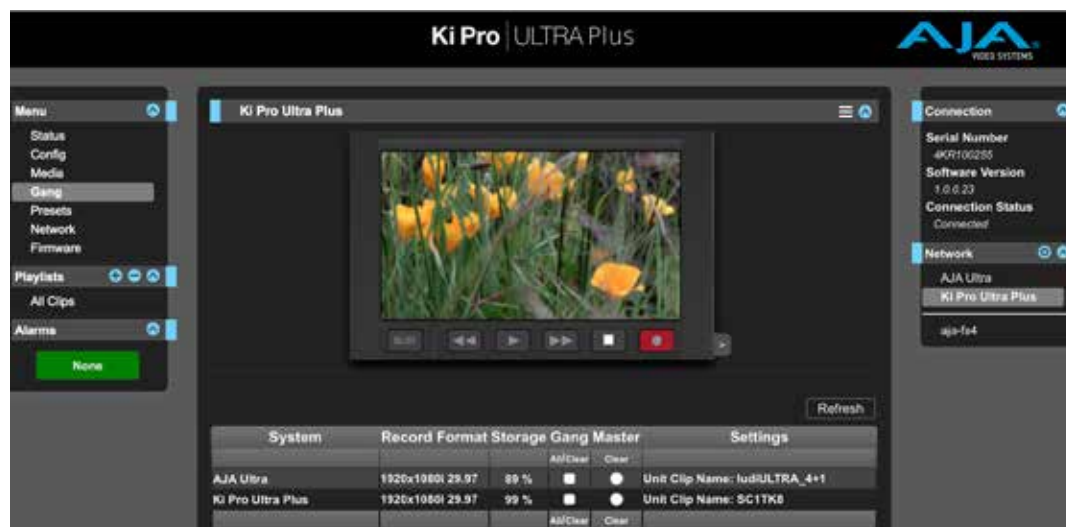 Ki Pro ULTRA Plus
AJA
VIDEO SYSTEMS
Menu
Status
Config
Media
Gang
Presets
Network
Firmware
Playlists
All Clips
Alarms
None
Ki Pro Ultra Plus
Refresh
System Record Format Storage Gang Master Settings
All/Clear Clear
AJA Ultra 1920x1080i 29.97 89 % Unit Clip Name: ludiULTRA_4+1
Ki Pro Ultra Plus 1920x1080i 29.97 99 % Unit Clip Name: SC1TK8
All/Clear Clear
Connection
Serial Number
4KR100255
Software Version
1.0.0.23
Connection Status
Connected
Network
AJA Ultra
Ki Pro Ultra Plus
aja-fs4